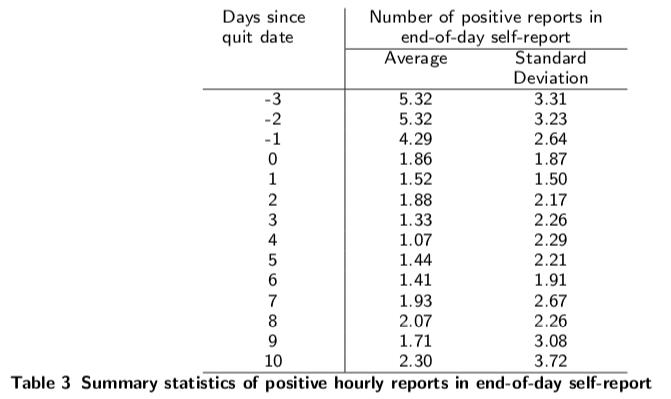 Days since Number of positive reports in
quit date end-of-day self-report
Average Standard
Deviation
-3 5.32 3.31
-2 5.32 3.23
-1 4.29 2.64
0 1.86 1.87
1 1.52 1.50
2 1.88 2.17
3 1.33 2.26
4 1.07 2.29
5 1.44 2.21
6 1.41 1.91
7 1.93 2.67
8 2.07 2.26
9 1.71 3.08
10 2.30 3.72
Table 3 Summary statistics of positive hourly reports in end-of-day self-report